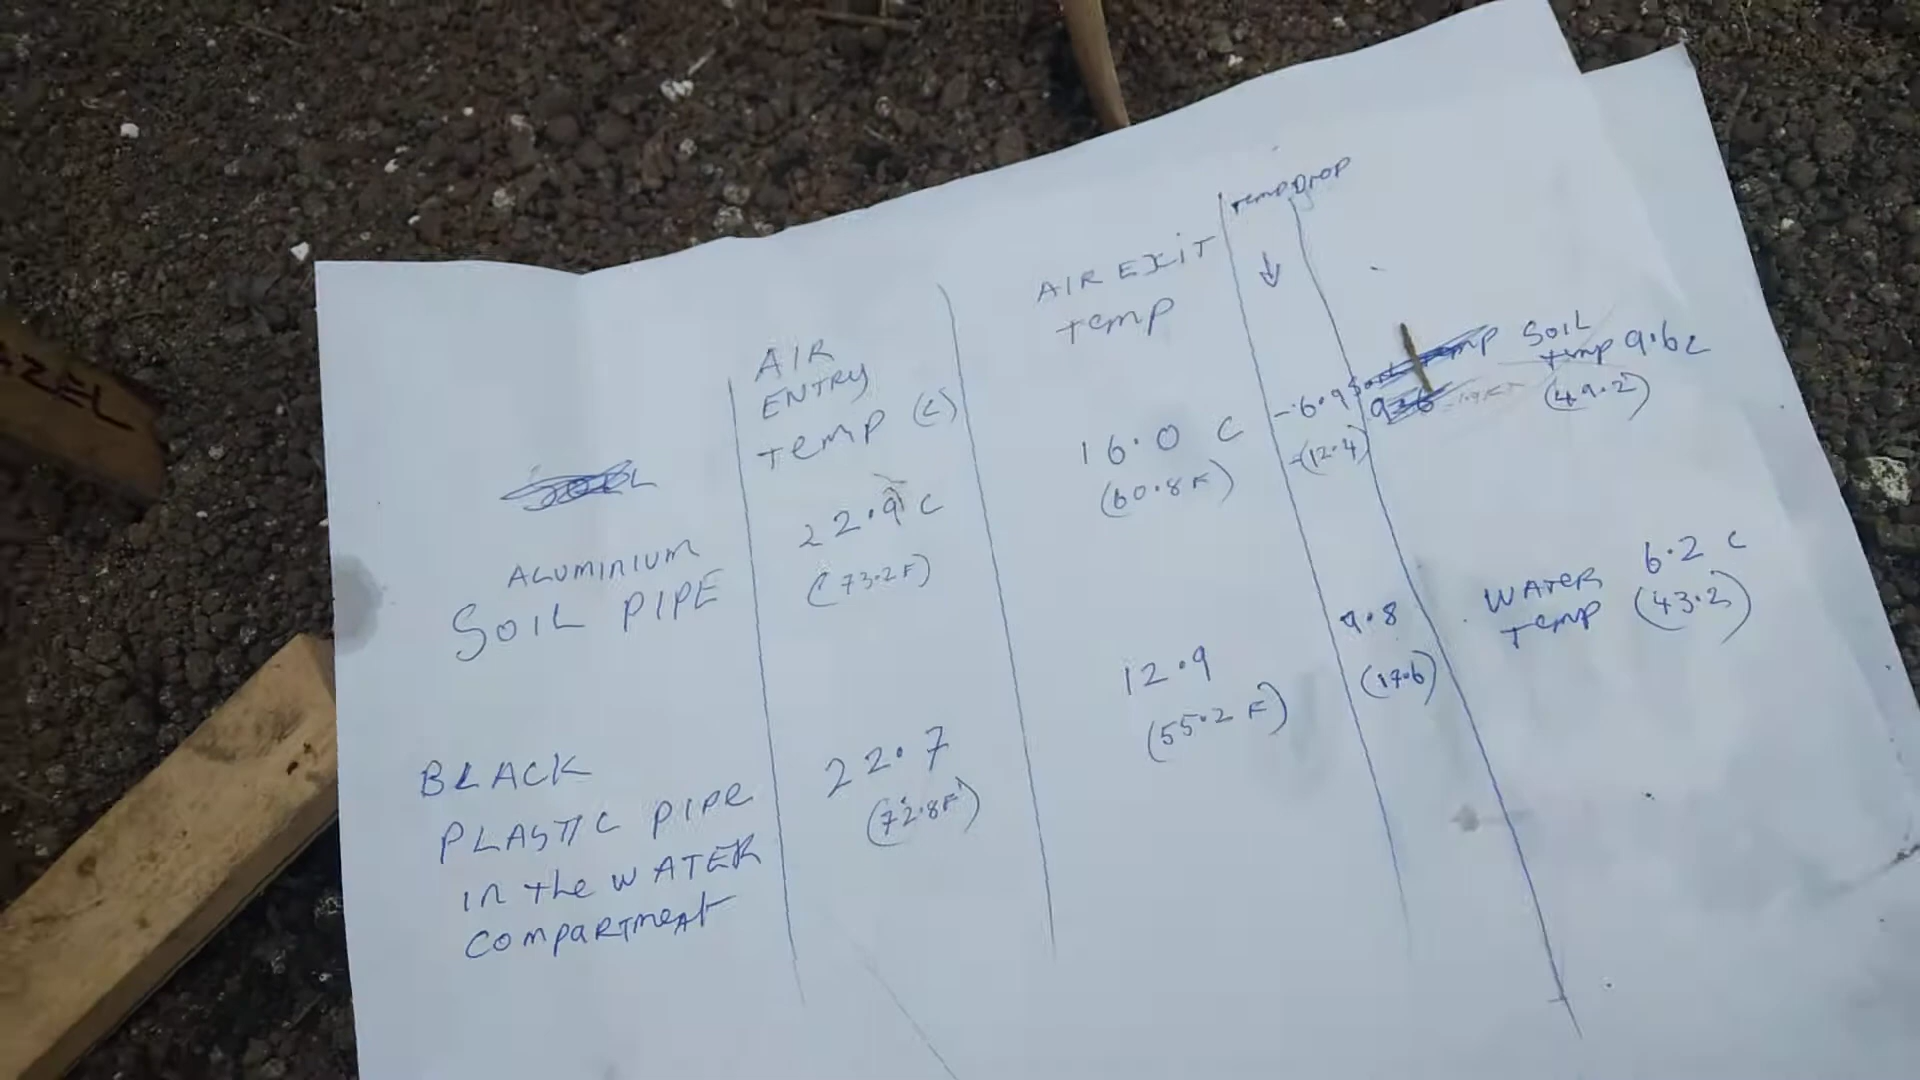 AZEL
AIR
ENTRY
Temp (C)
AIR EXIT
Temp
Temp Drop
↓
ALUMINIUM
SOIL PIPE
22.9 C
(73.2F)
16.0 C
(60.8F)
-6.9
-(12.4)
SOIL
temp 9.6C
(49.2)
BLACK
PLASTIC PIPE
in the WATER
COMPARTMENT
22.7
(72.8F)
12.9
(55.2 F)
9.8
(17.6)
WATER
Temp
6.2 C
(43.2)